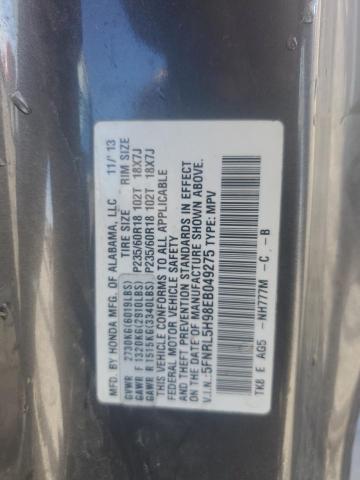 MFD. BY HONDA MFG. OF ALABAMA, LLC 11/'13
TIRE SIZE RIM SIZE
GVWR 2730KG(6019LBS)
GAWR F 1320KG(2910LBS) P235/60R18 102T 18X7J
GAWR R 1515KG(3340LBS) P235/60R18 102T 18X7J
THIS VEHICLE CONFORMS TO ALL APPLICABLE
FEDERAL MOTOR VEHICLE SAFETY
AND THEFT PREVENTION STANDARDS IN EFFECT
ON THE DATE OF MANUFACTURE SHOWN ABOVE.
V.I.N.: 5FNRL5H98EB049275 TYPE: MPV
TK8 E AG5 -NH777M -C -B